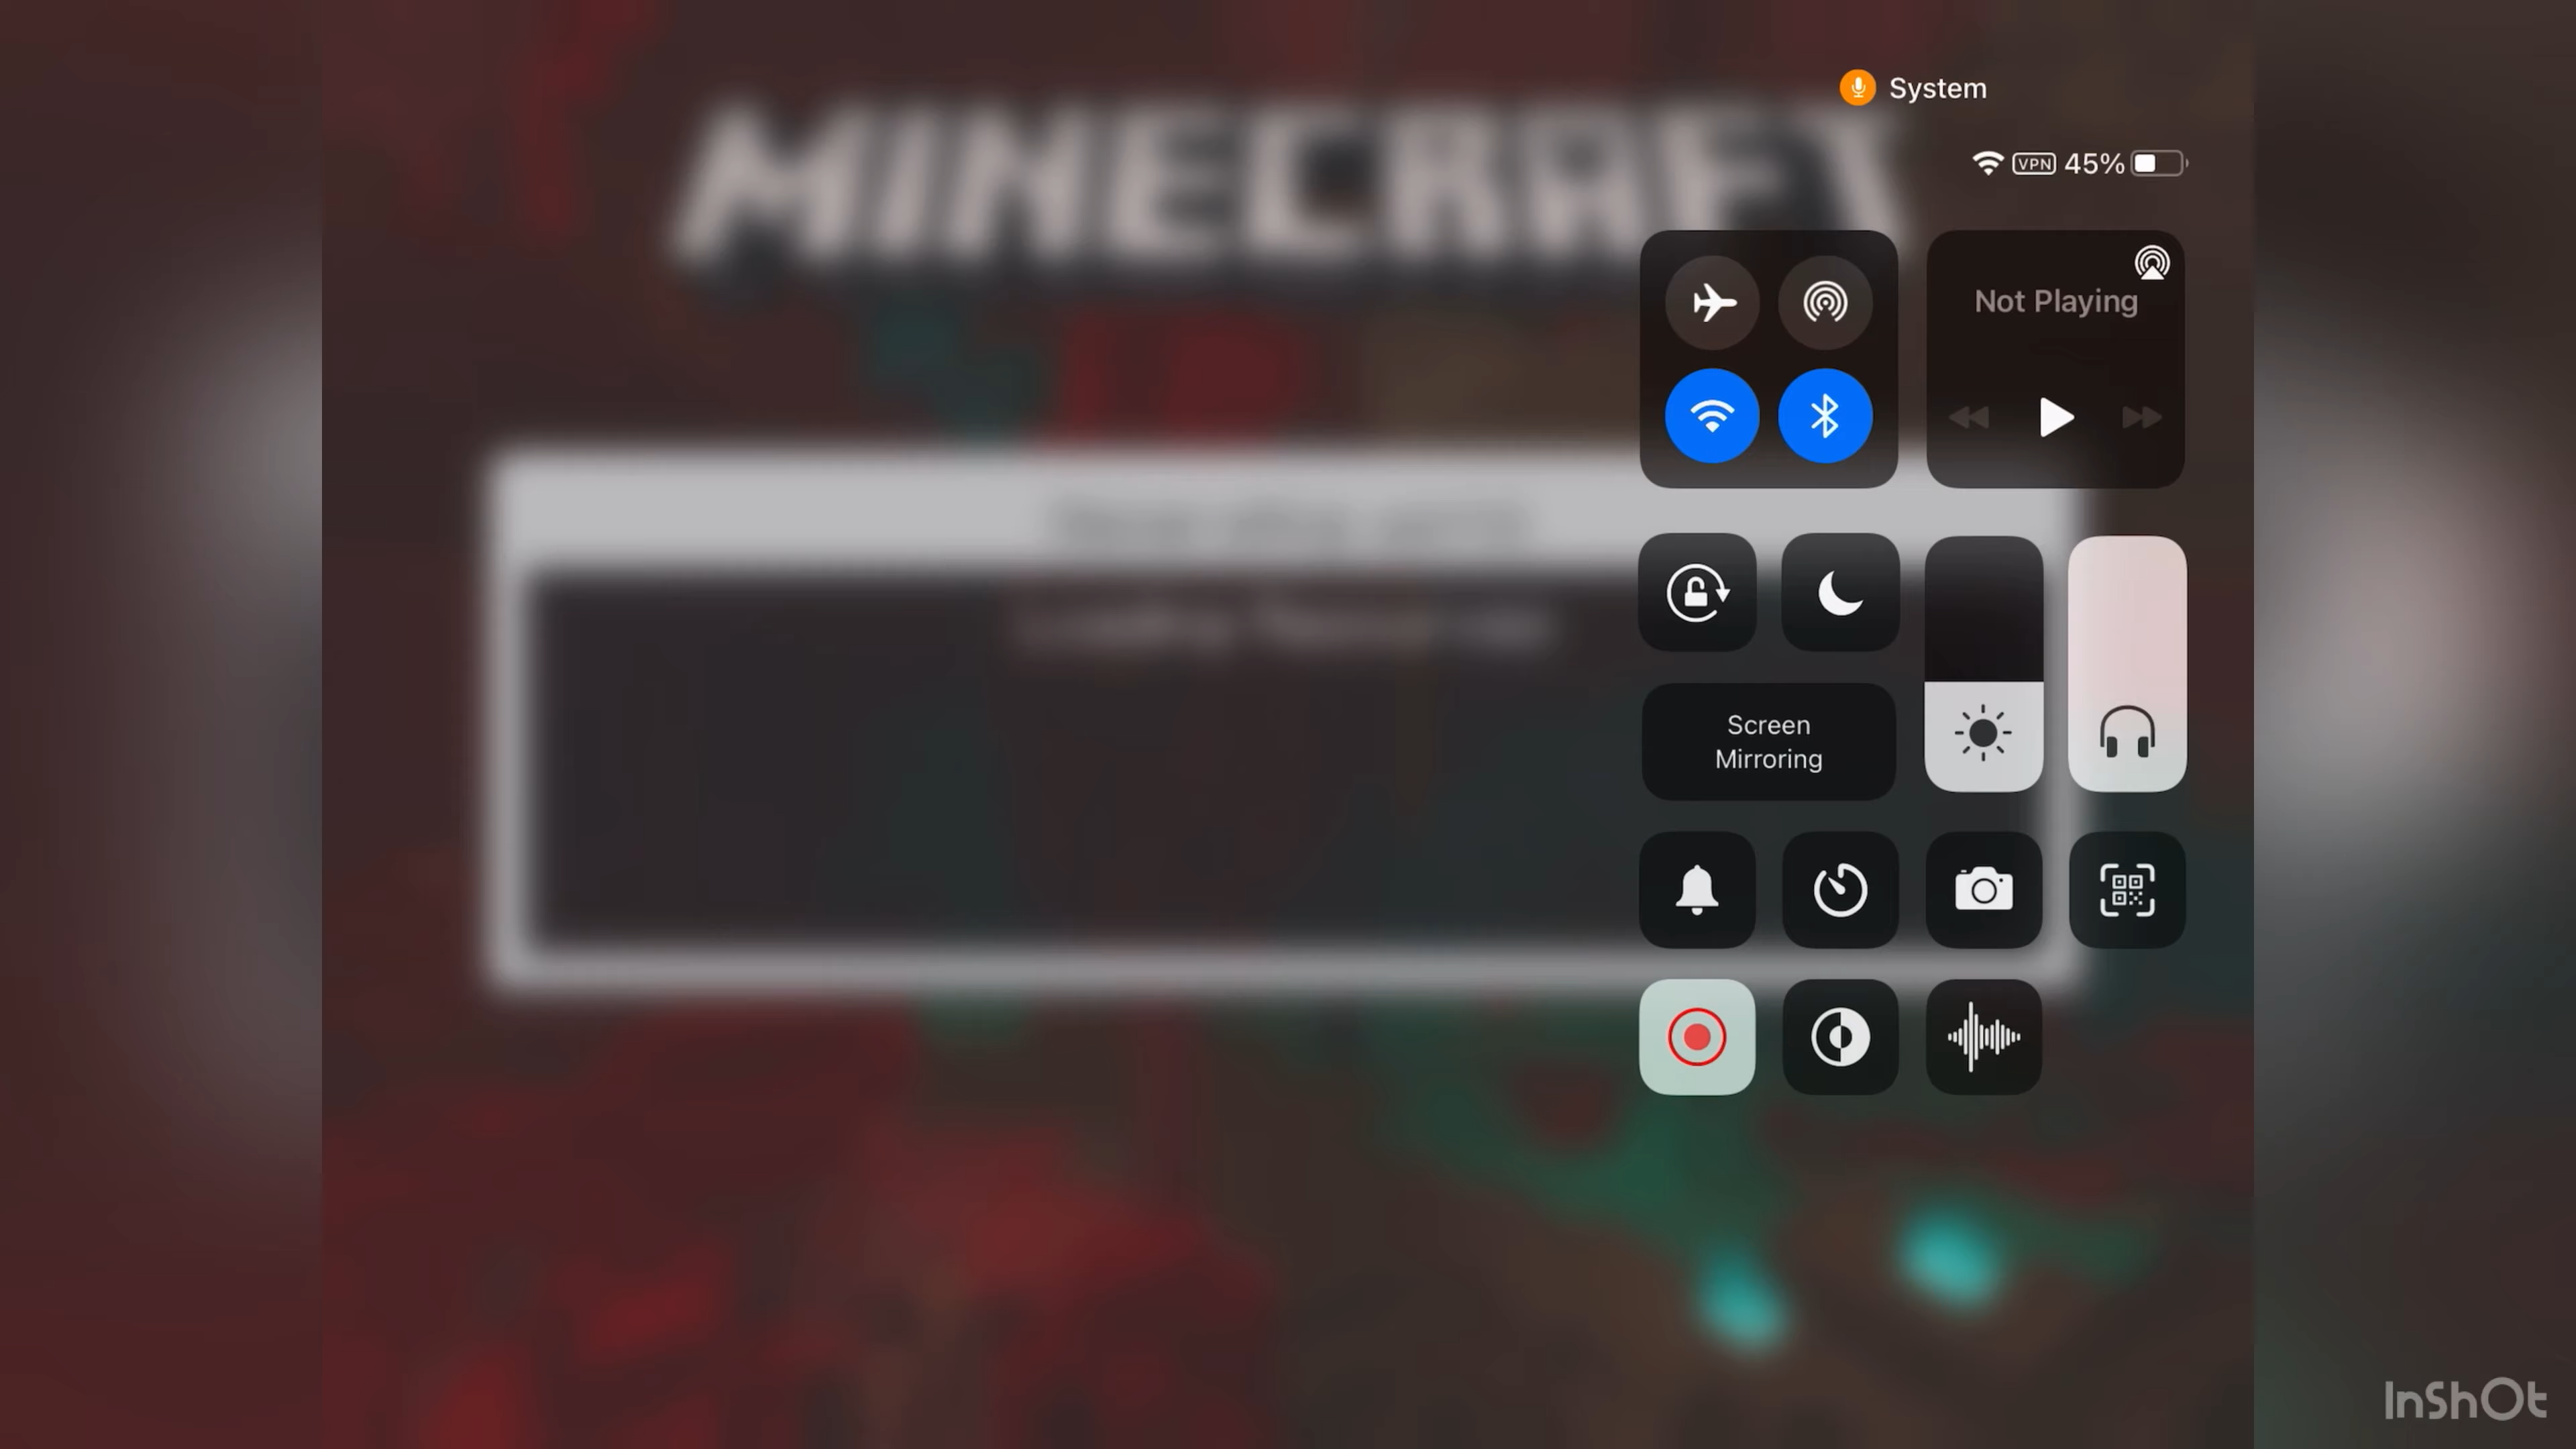 System
VPN 45%
MINECRAFT
Not Playing
Screen
Mirroring
InShOt